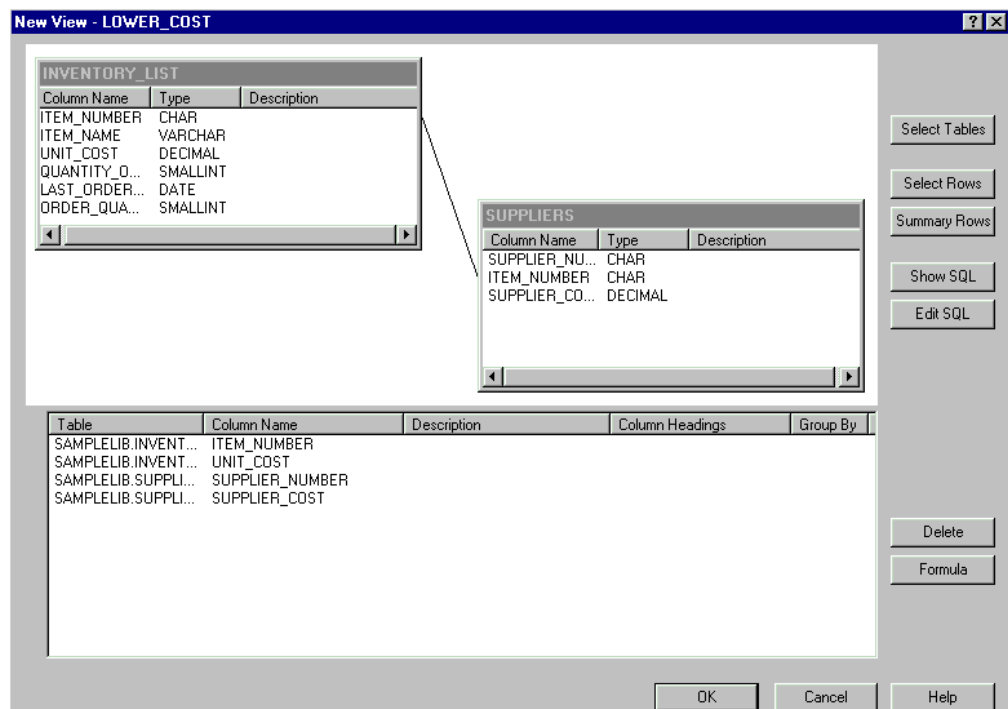 New View - LOWER_COST
INVENTORY_LIST
Column Name Type Description
ITEM_NUMBER CHAR
ITEM_NAME VARCHAR
UNIT_COST DECIMAL
QUANTITY_O... SMALLINT
LAST_ORDER... DATE
ORDER_QUA... SMALLINT
SUPPLIERS
Column Name Type Description
SUPPLIER_NU... CHAR
ITEM_NUMBER CHAR
SUPPLIER_CO... DECIMAL
Select Tables
Select Rows
Summary Rows
Show SQL
Edit SQL
Table Column Name Description Column Headings Group By
SAMPLELIB.INVENT... ITEM_NUMBER
SAMPLELIB.INVENT... UNIT_COST
SAMPLELIB.SUPPLI... SUPPLIER_NUMBER
SAMPLELIB.SUPPLI... SUPPLIER_COST
Delete
Formula
OK Cancel Help